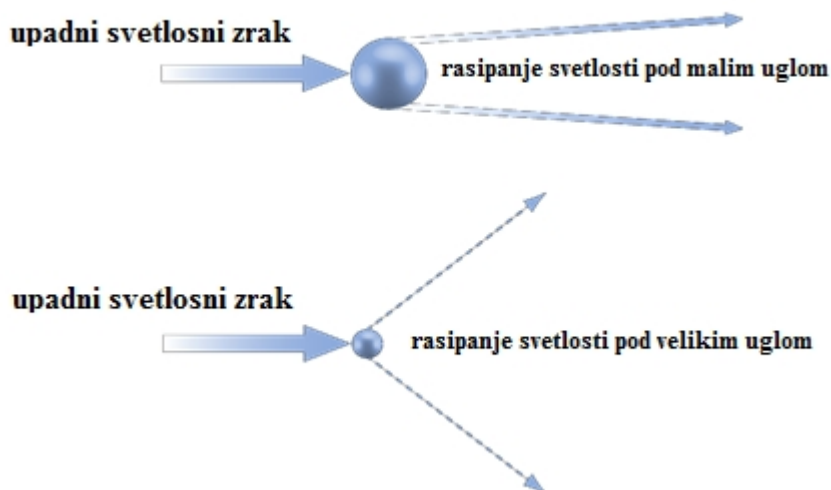 upadni svetlosni zrak
rasipanje svetlosti pod malim uglom
upadni svetlosni zrak
rasipanje svetlosti pod velikim uglom